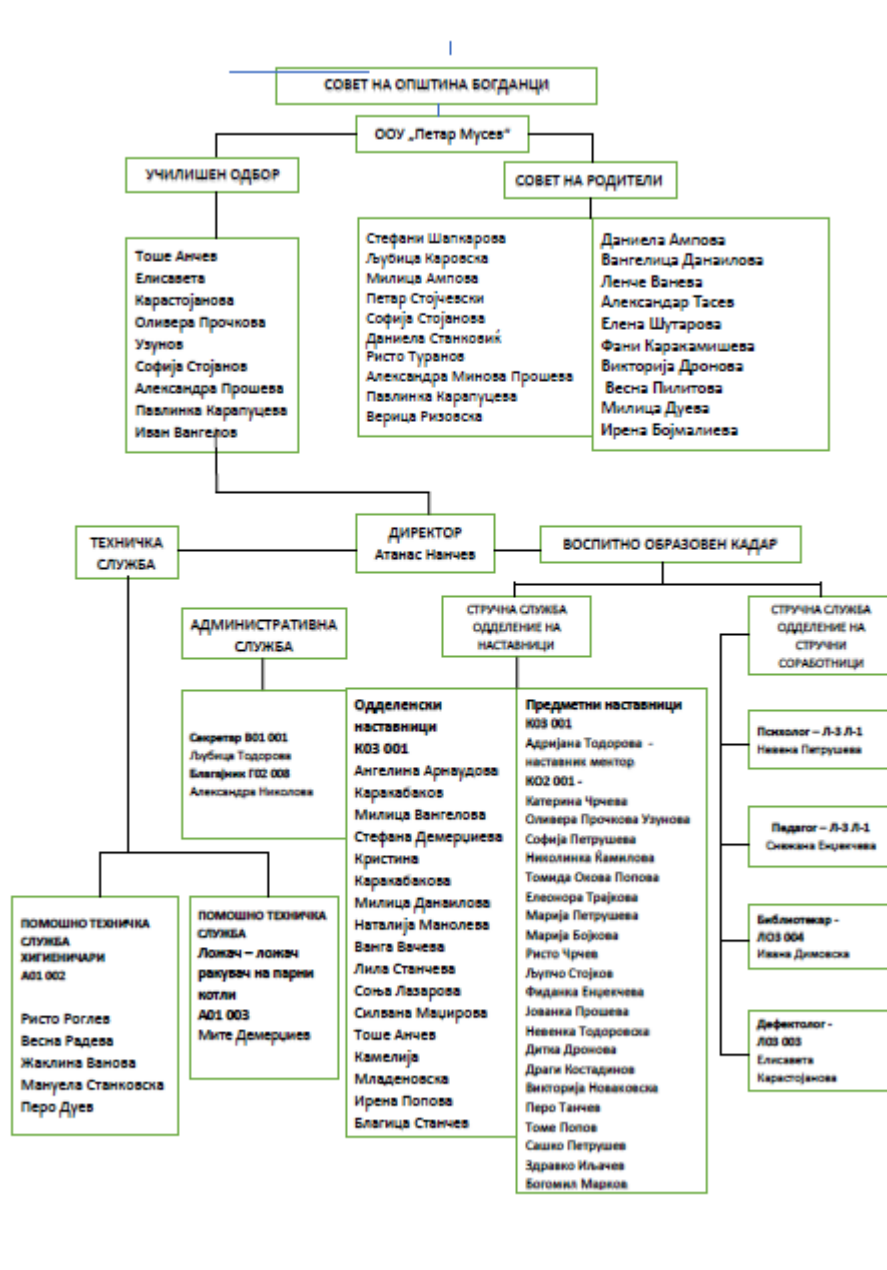 СОВЕТ НА ОПШТИНА БОГДАНЦИ
ООУ „Петар Мусев“
УЧИЛИШЕН ОДБОР
СОВЕТ НА РОДИТЕЛИ
Тоше Анчев
Елисавета
Карастојанова
Оливера Прочкова
Узунов
Софија Стојанов
Александра Прошева
Павлинка Карапуцева
Иван Вангелов
Стефани Шапкарова
Љубица Каровска
Милица Ампова
Петар Стојчевски
Софија Стојанова
Даниела Станковиќ
Ристо Туранов
Александра Минова Прошева
Павлинка Карапуцева
Верица Ризовска
Даниела Ампова
Вангелица Данаилова
Ленче Ванева
Александар Тасев
Елена Шутарова
Фани Каракамишева
Викторија Дронова
Весна Пилитова
Милица Дуева
Ирена Бојмалиева
ДИРЕКТОР
Атанас Нанчев
ТЕХНИЧКА
СЛУЖБА
ВОСПИТНО ОБРАЗОВЕН КАДАР
АДМИНИСТРАТИВНА
СЛУЖБА
СТРУЧНА СЛУЖБА
ОДДЕЛЕНИЕ НА
НАСТАВНИЦИ
СТРУЧНА СЛУЖБА
ОДДЕЛЕНИЕ НА
СТРУЧНИ
СОРАБОТНИЦИ
Секретар В01 001
Љубица Тодорова
Благајник Г02 008
Александра Николова
Одделенски
наставници
К03 001
Ангелина Арнаудова
Каракабаков
Милица Вангелова
Стефана Демерџиева
Кристина
Каракабакова
Милица Данаилова
Наталија Манолева
Ванга Вачева
Лила Станчева
Соња Лазарова
Силвана Маџирова
Тоше Анчев
Камелија
Младеновска
Ирена Попова
Благица Станчев
Предметни наставници
К03 001
Адријана Тодорова -
наставник ментор
КО2 001 -
Катерина Чрчева
Оливера Прочкова Узунова
Софија Петрушева
Николинка Ќамилова
Томида Окова Попова
Елеонора Трајкова
Марија Петрушева
Марија Бојкова
Ристо Чрчев
Љупчо Стојков
Фиданка Енџекчева
Јованка Прошева
Невенка Тодоровска
Дитка Дронова
Драги Костадинов
Викторија Новаковска
Перо Танчев
Томе Попов
Сашко Петрушев
Здравко Иљачев
Богомил Марков
Психолог – Л-3 Л-1
Невена Петрушева
Педагог – Л-3 Л-1
Снежана Енџекчева
Библиотекар -
ЛО3 004
Ивана Димовска
Дефектолог -
Л03 003
Елисавета
Карастојанова
ПОМОШНО ТЕХНИЧКА
СЛУЖБА
ХИГИЕНИЧАРИ
А01 002
Ристо Роглев
Весна Радева
Жаклина Ванова
Мануела Станковска
Перо Дуев
ПОМОШНО ТЕХНИЧКА
СЛУЖБА
Ложач – ложач
ракувач на парни
котли
А01 003
Мите Демерџиев